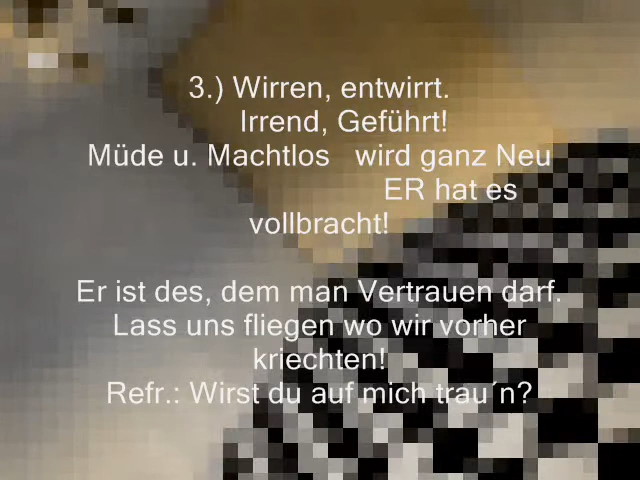 3.) Wirren, entwirrt.
Irrend, Geführt!
Müde u. Machtlos wird ganz Neu
ER hat es
vollbracht!
Er ist des, dem man Vertrauen darf.
Lass uns fliegen wo wir vorher
kriechten!
Refr.: Wirst du auf mich trau´n?